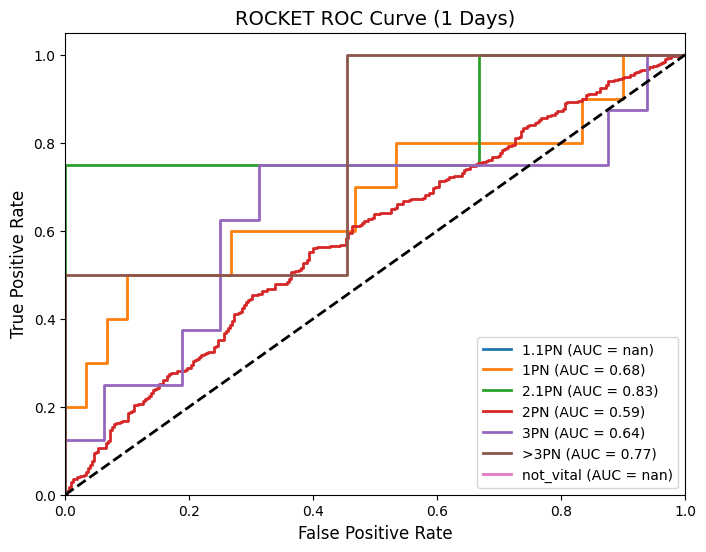 ROCKET ROC Curve (1 Days)
True Positive Rate
1.0
0.8
0.6
0.4
0.2
0.0
1.1PN (AUC = nan)
1PN (AUC = 0.68)
2.1PN (AUC = 0.83)
2PN (AUC = 0.59)
3PN (AUC = 0.64)
>3PN (AUC = 0.77)
not_vital (AUC = nan)
0.0 0.2 0.4 0.6 0.8 1.0
False Positive Rate